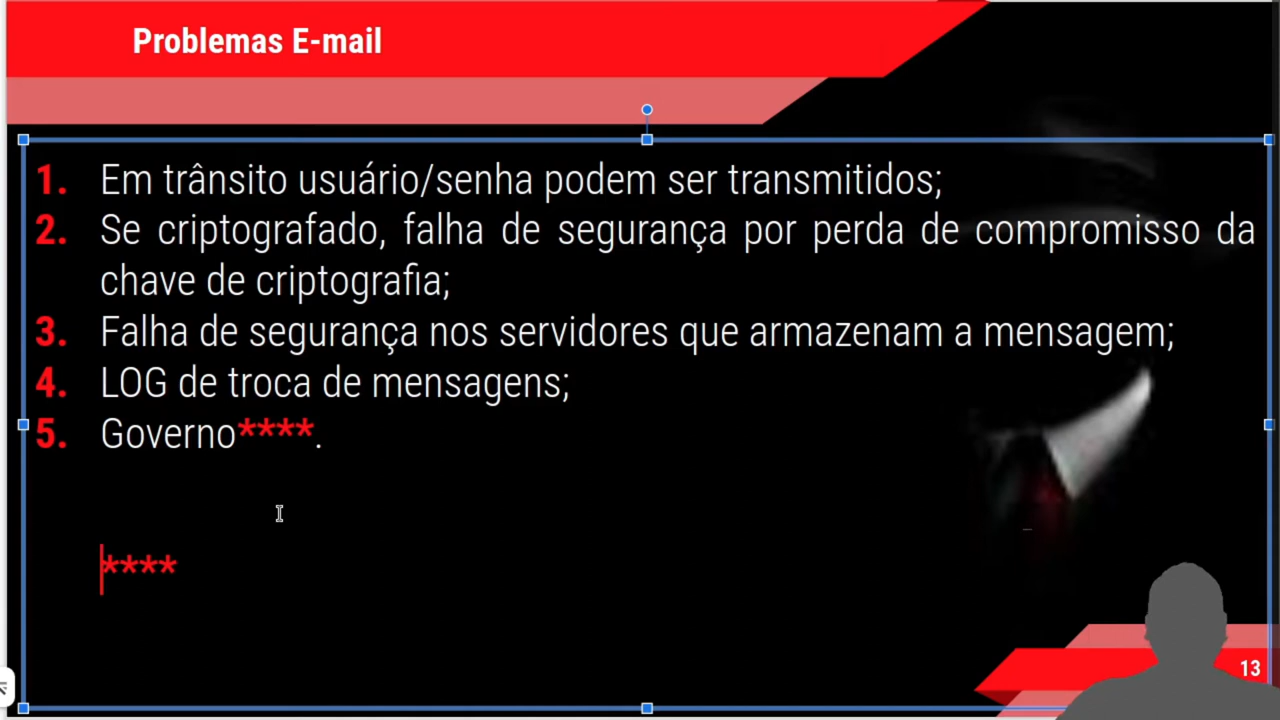 Problemas E-mail
1. Em trânsito usuário/senha podem ser transmitidos;
2. Se criptografado, falha de segurança por perda de compromisso da
chave de criptografia;
3. Falha de segurança nos servidores que armazenam a mensagem;
4. LOG de troca de mensagens;
5. Governo****.
****
13